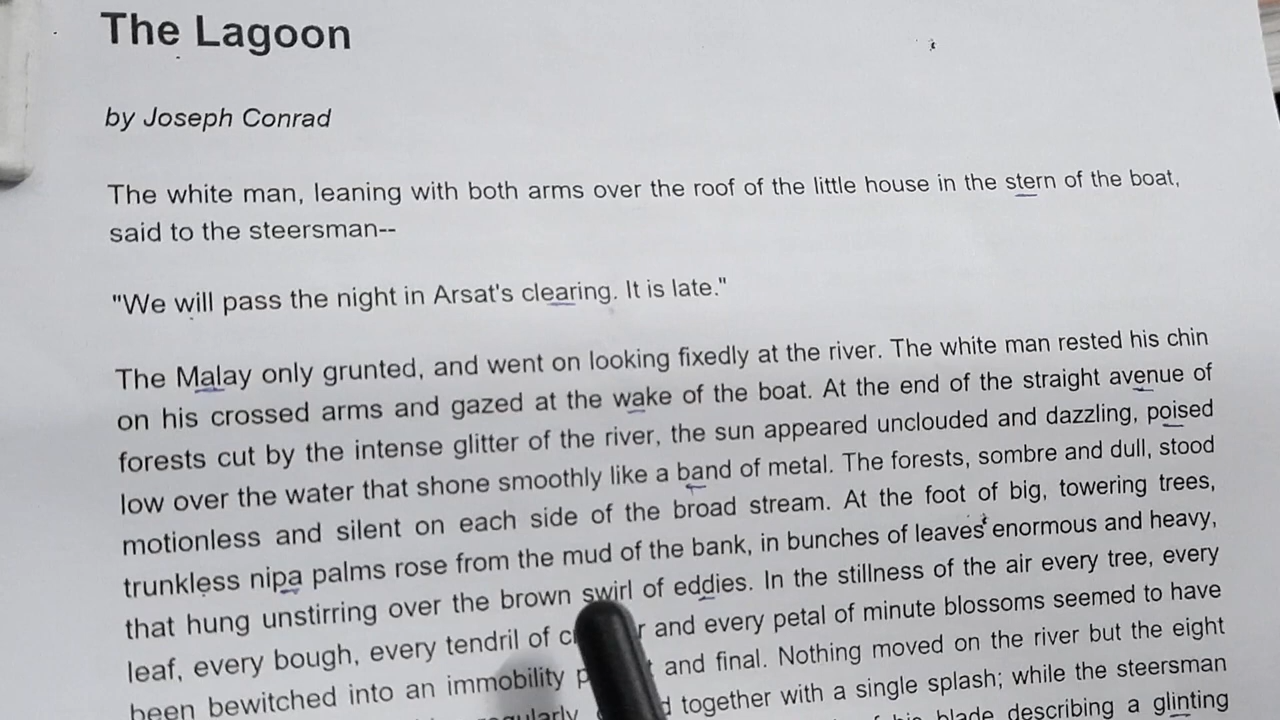 The Lagoon
by Joseph Conrad
The white man, leaning with both arms over the roof of the little house in the stern of the boat,
said to the steersman--
"We will pass the night in Arsat's clearing. It is late."
The Malay only grunted, and went on looking fixedly at the river. The white man rested his chin
on his crossed arms and gazed at the wake of the boat. At the end of the straight avenue of
forests cut by the intense glitter of the river, the sun appeared unclouded and dazzling, poised
low over the water that shone smoothly like a band of metal. The forests, sombre and dull, stood
motionless and silent on each side of the broad stream. At the foot of big, towering trees,
trunkless nipa palms rose from the mud of the bank, in bunches of leaves enormous and heavy,
that hung unstirring over the brown swirl of eddies. In the stillness of the air every tree, every
leaf, every bough, every tendril of and every petal of minute blossoms seemed to have
been bewitched into an immobility and final. Nothing moved on the river but the eight
together with a single splash; while the steersman
blade describing a glinting